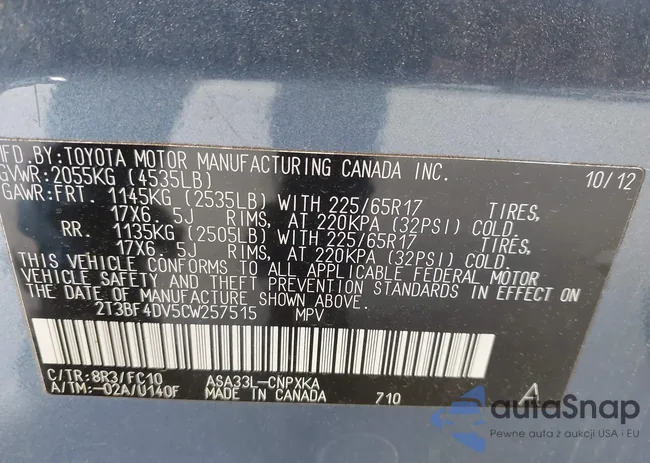 MFD. BY: TOYOTA MOTOR MANUFACTURING CANADA INC. 10/12
GVWR: 2055KG (4535LB)
GAWR: FRT. 1145KG (2535LB) WITH 225/65R17 TIRES,
17X6.5J RIMS, AT 220KPA (32PSI) COLD.
RR. 1135KG (2505LB) WITH 225/65R17 TIRES,
17X6.5J RIMS, AT 220KPA (32PSI) COLD.
THIS VEHICLE CONFORMS TO ALL APPLICABLE FEDERAL MOTOR
VEHICLE SAFETY AND THEFT PREVENTION STANDARDS IN EFFECT ON
THE DATE OF MANUFACTURE SHOWN ABOVE.
2T3BF4DV5CW257515 MPV
C/TR: 8R3/FC10 ASA33L-CNPXKA
A/TM: -02A/U140F MADE IN CANADA 710 A
autoSnap
Pewne auta z aukcji USA i EU